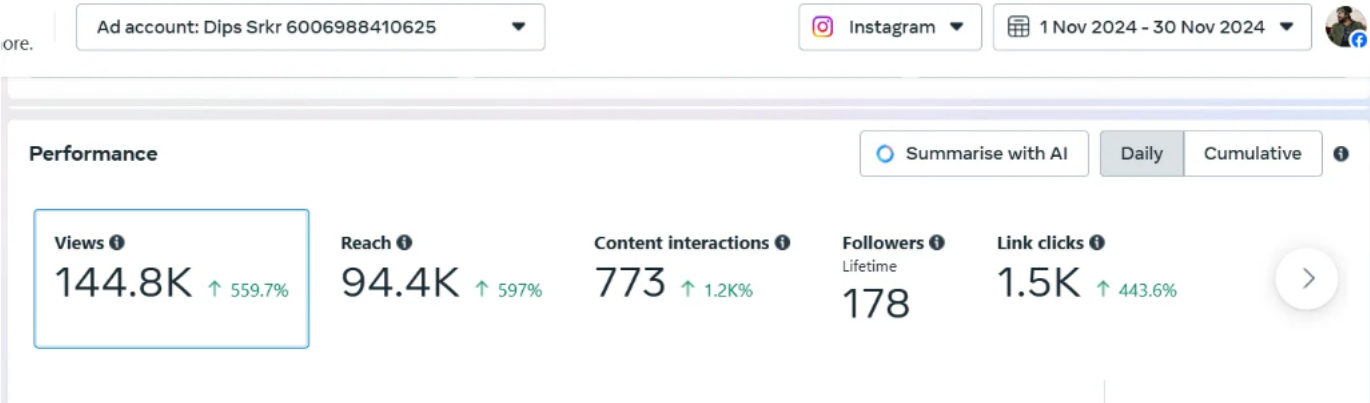 ore.
Ad account: Dips Srkr 6006988410625
Instagram
1 Nov 2024 - 30 Nov 2024
Performance
Summarise with AI
Daily
Cumulative
Views
144.8K ↑ 559.7%
Reach
94.4K ↑ 597%
Content interactions
773 ↑ 1.2K%
Followers
Lifetime
178
Link clicks
1.5K ↑ 443.6%